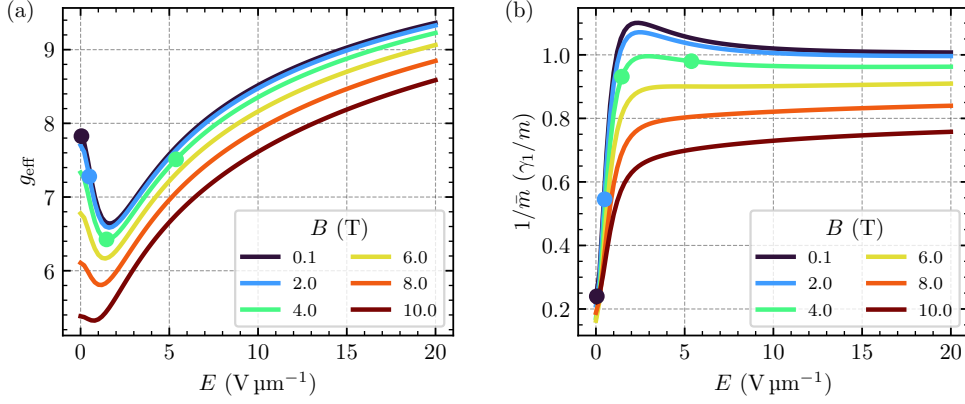 (a)
9
8
7
6
g_eff
0 5 10 15 20
E (V µm⁻¹)
B (T)
0.1 6.0
2.0 8.0
4.0 10.0
(b)
1.0
0.8
0.6
0.4
0.2
1/m̄ (γ₁/m)
0 5 10 15 20
E (V µm⁻¹)
B (T)
0.1 6.0
2.0 8.0
4.0 10.0